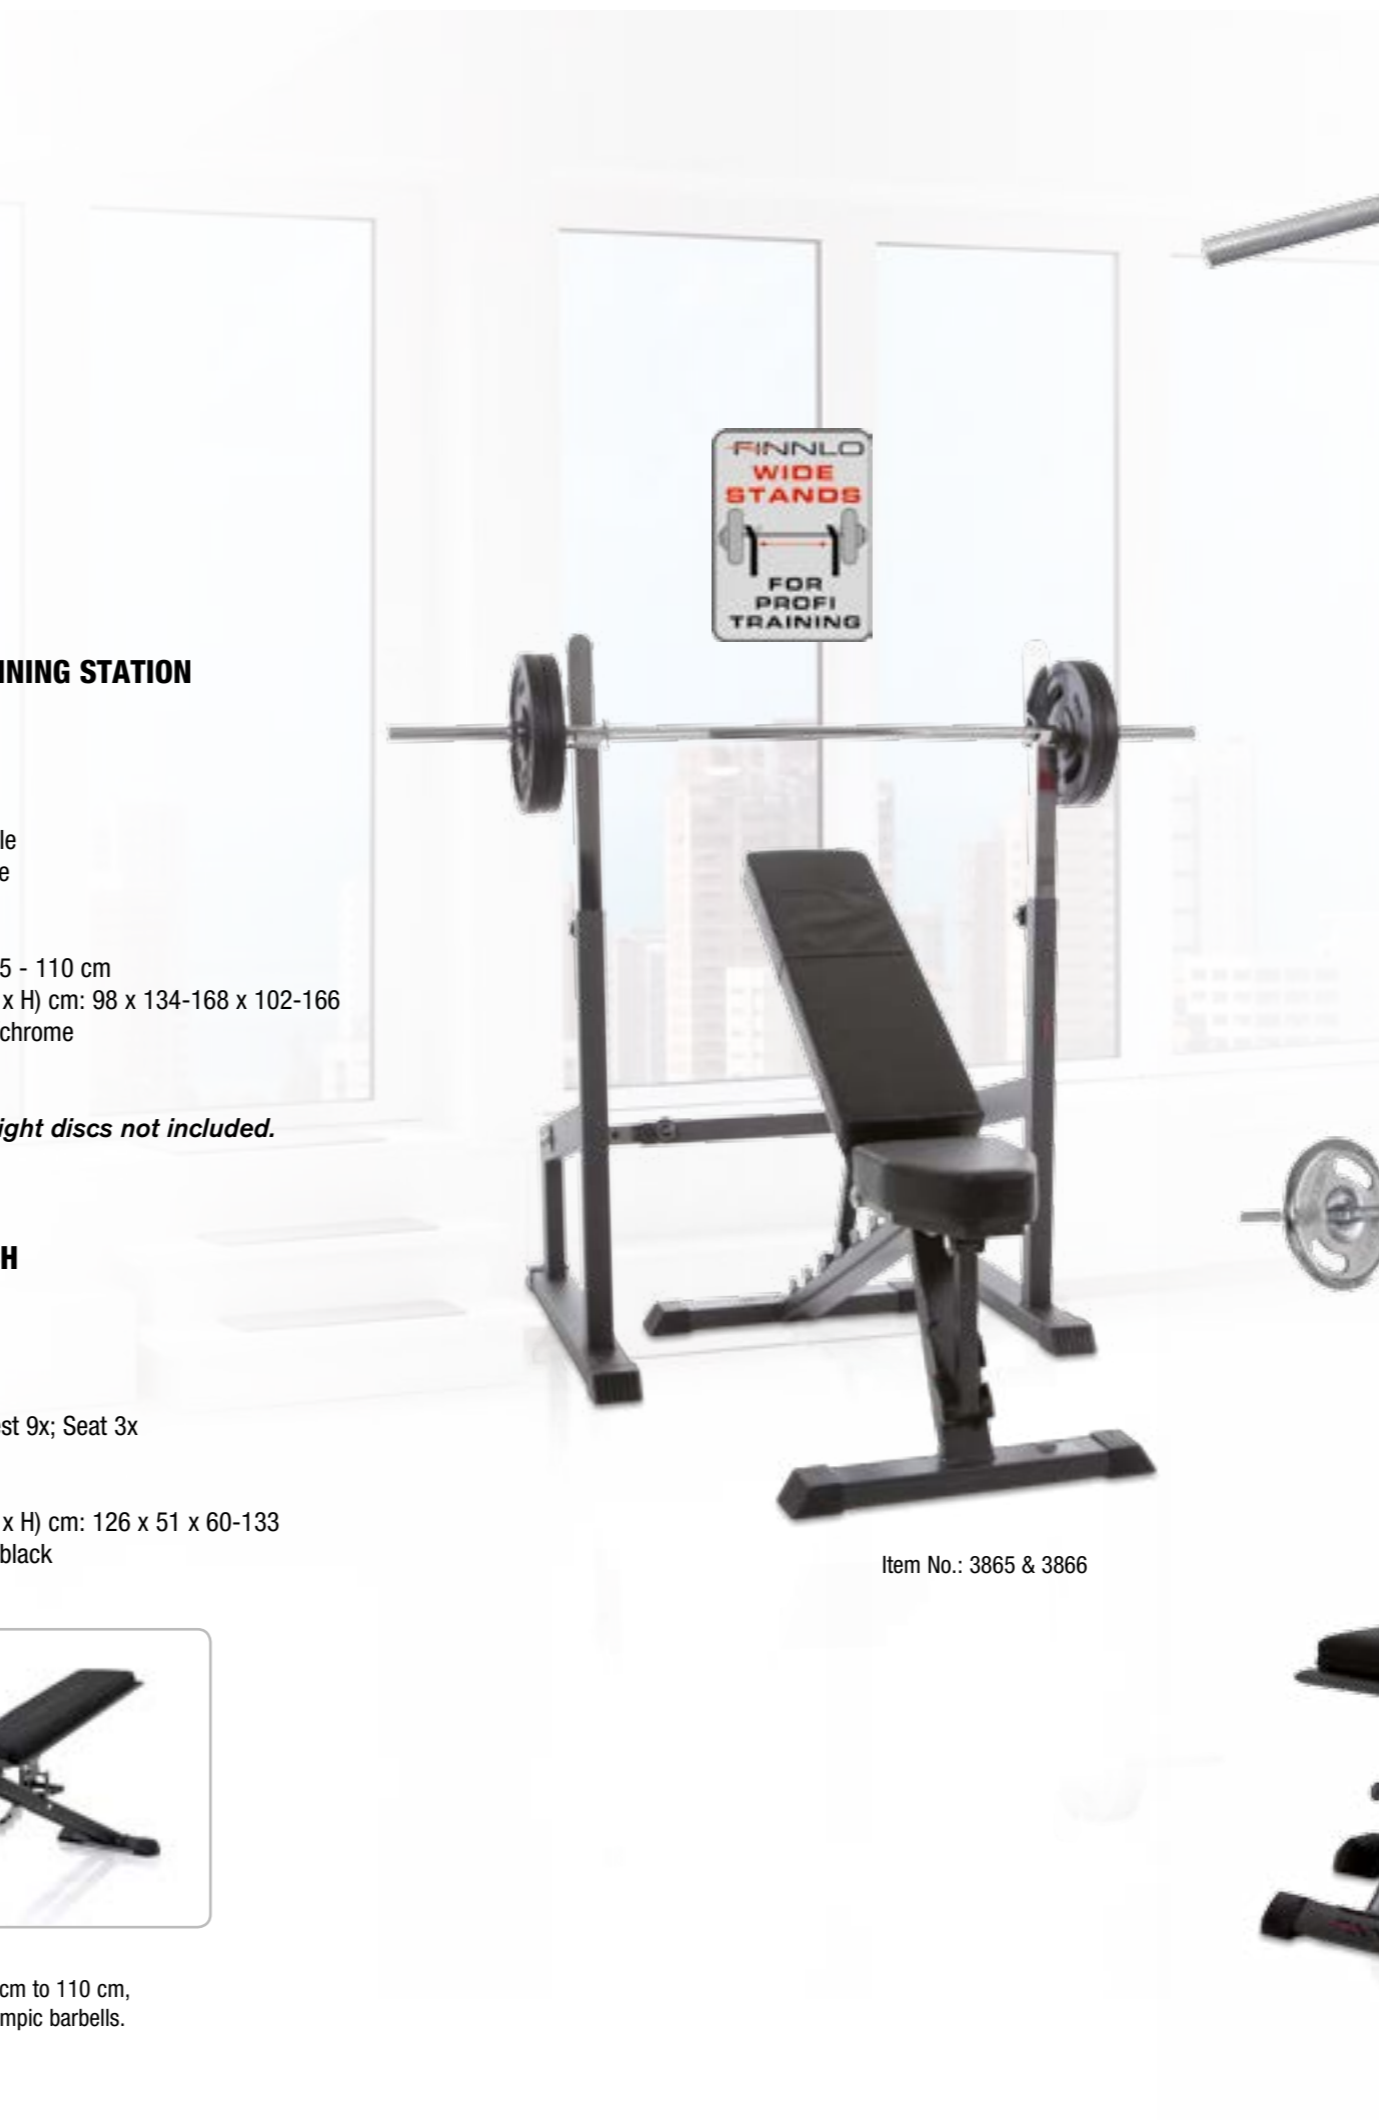 FINNLO
WIDE
STANDS
FOR
PROFI
TRAINING
INING STATION
le
e
5 - 110 cm
x H) cm: 98 x 134-168 x 102-166
chrome
ight discs not included.
H
est 9x; Seat 3x
x H) cm: 126 x 51 x 60-133
black
Item No.: 3865 & 3866
cm to 110 cm,
mpic barbells.